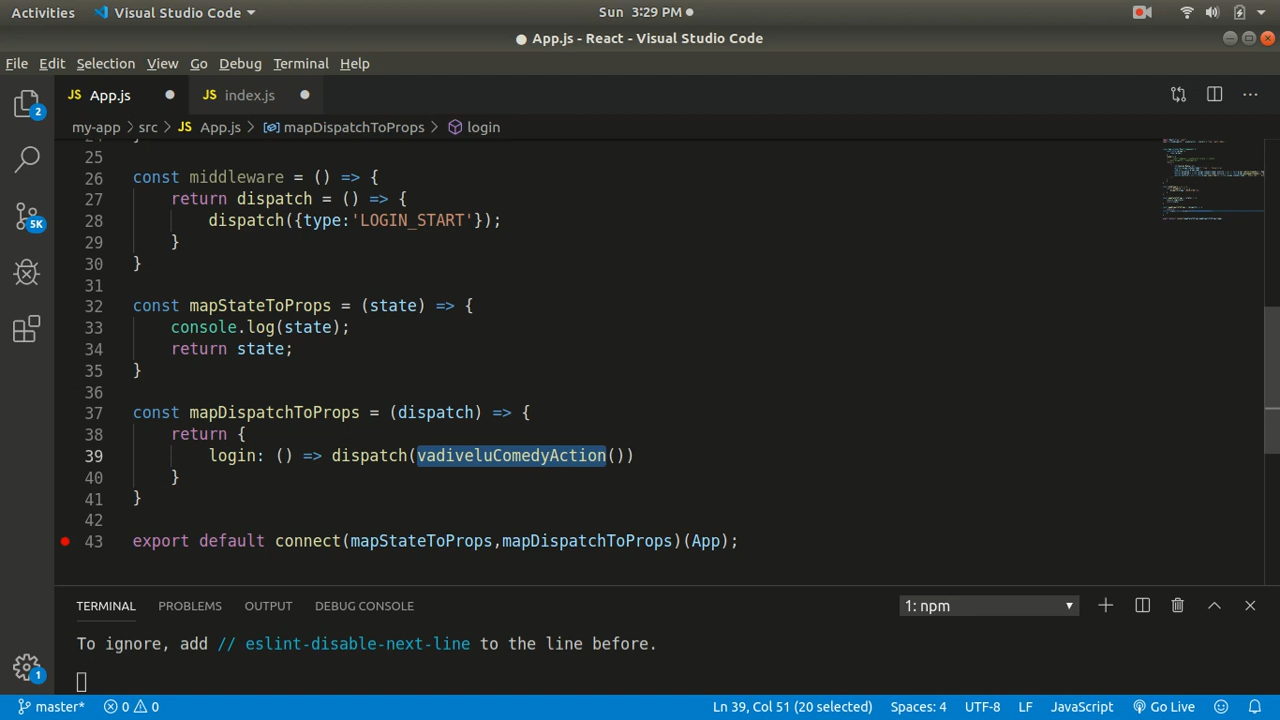 Activities Visual Studio Code Sun 3:29 PM
App.js - React - Visual Studio Code
File Edit Selection View Go Debug Terminal Help
JS App.js JS index.js
my-app > src > JS App.js > mapDispatchToProps > login
2
5K
1
25
26 const middleware = () => {
27 return dispatch = () => {
28 dispatch({type:'LOGIN_START'});
29 }
30 }
31
32 const mapStateToProps = (state) => {
33 console.log(state);
34 return state;
35 }
36
37 const mapDispatchToProps = (dispatch) => {
38 return {
39 login: () => dispatch(vadiveluComedyAction())
40 }
41 }
42
43 export default connect(mapStateToProps,mapDispatchToProps)(App);
TERMINAL PROBLEMS OUTPUT DEBUG CONSOLE 1: npm
To ignore, add // eslint-disable-next-line to the line before.
master* 0 0 Ln 39, Col 51 (20 selected) Spaces: 4 UTF-8 LF JavaScript Go Live